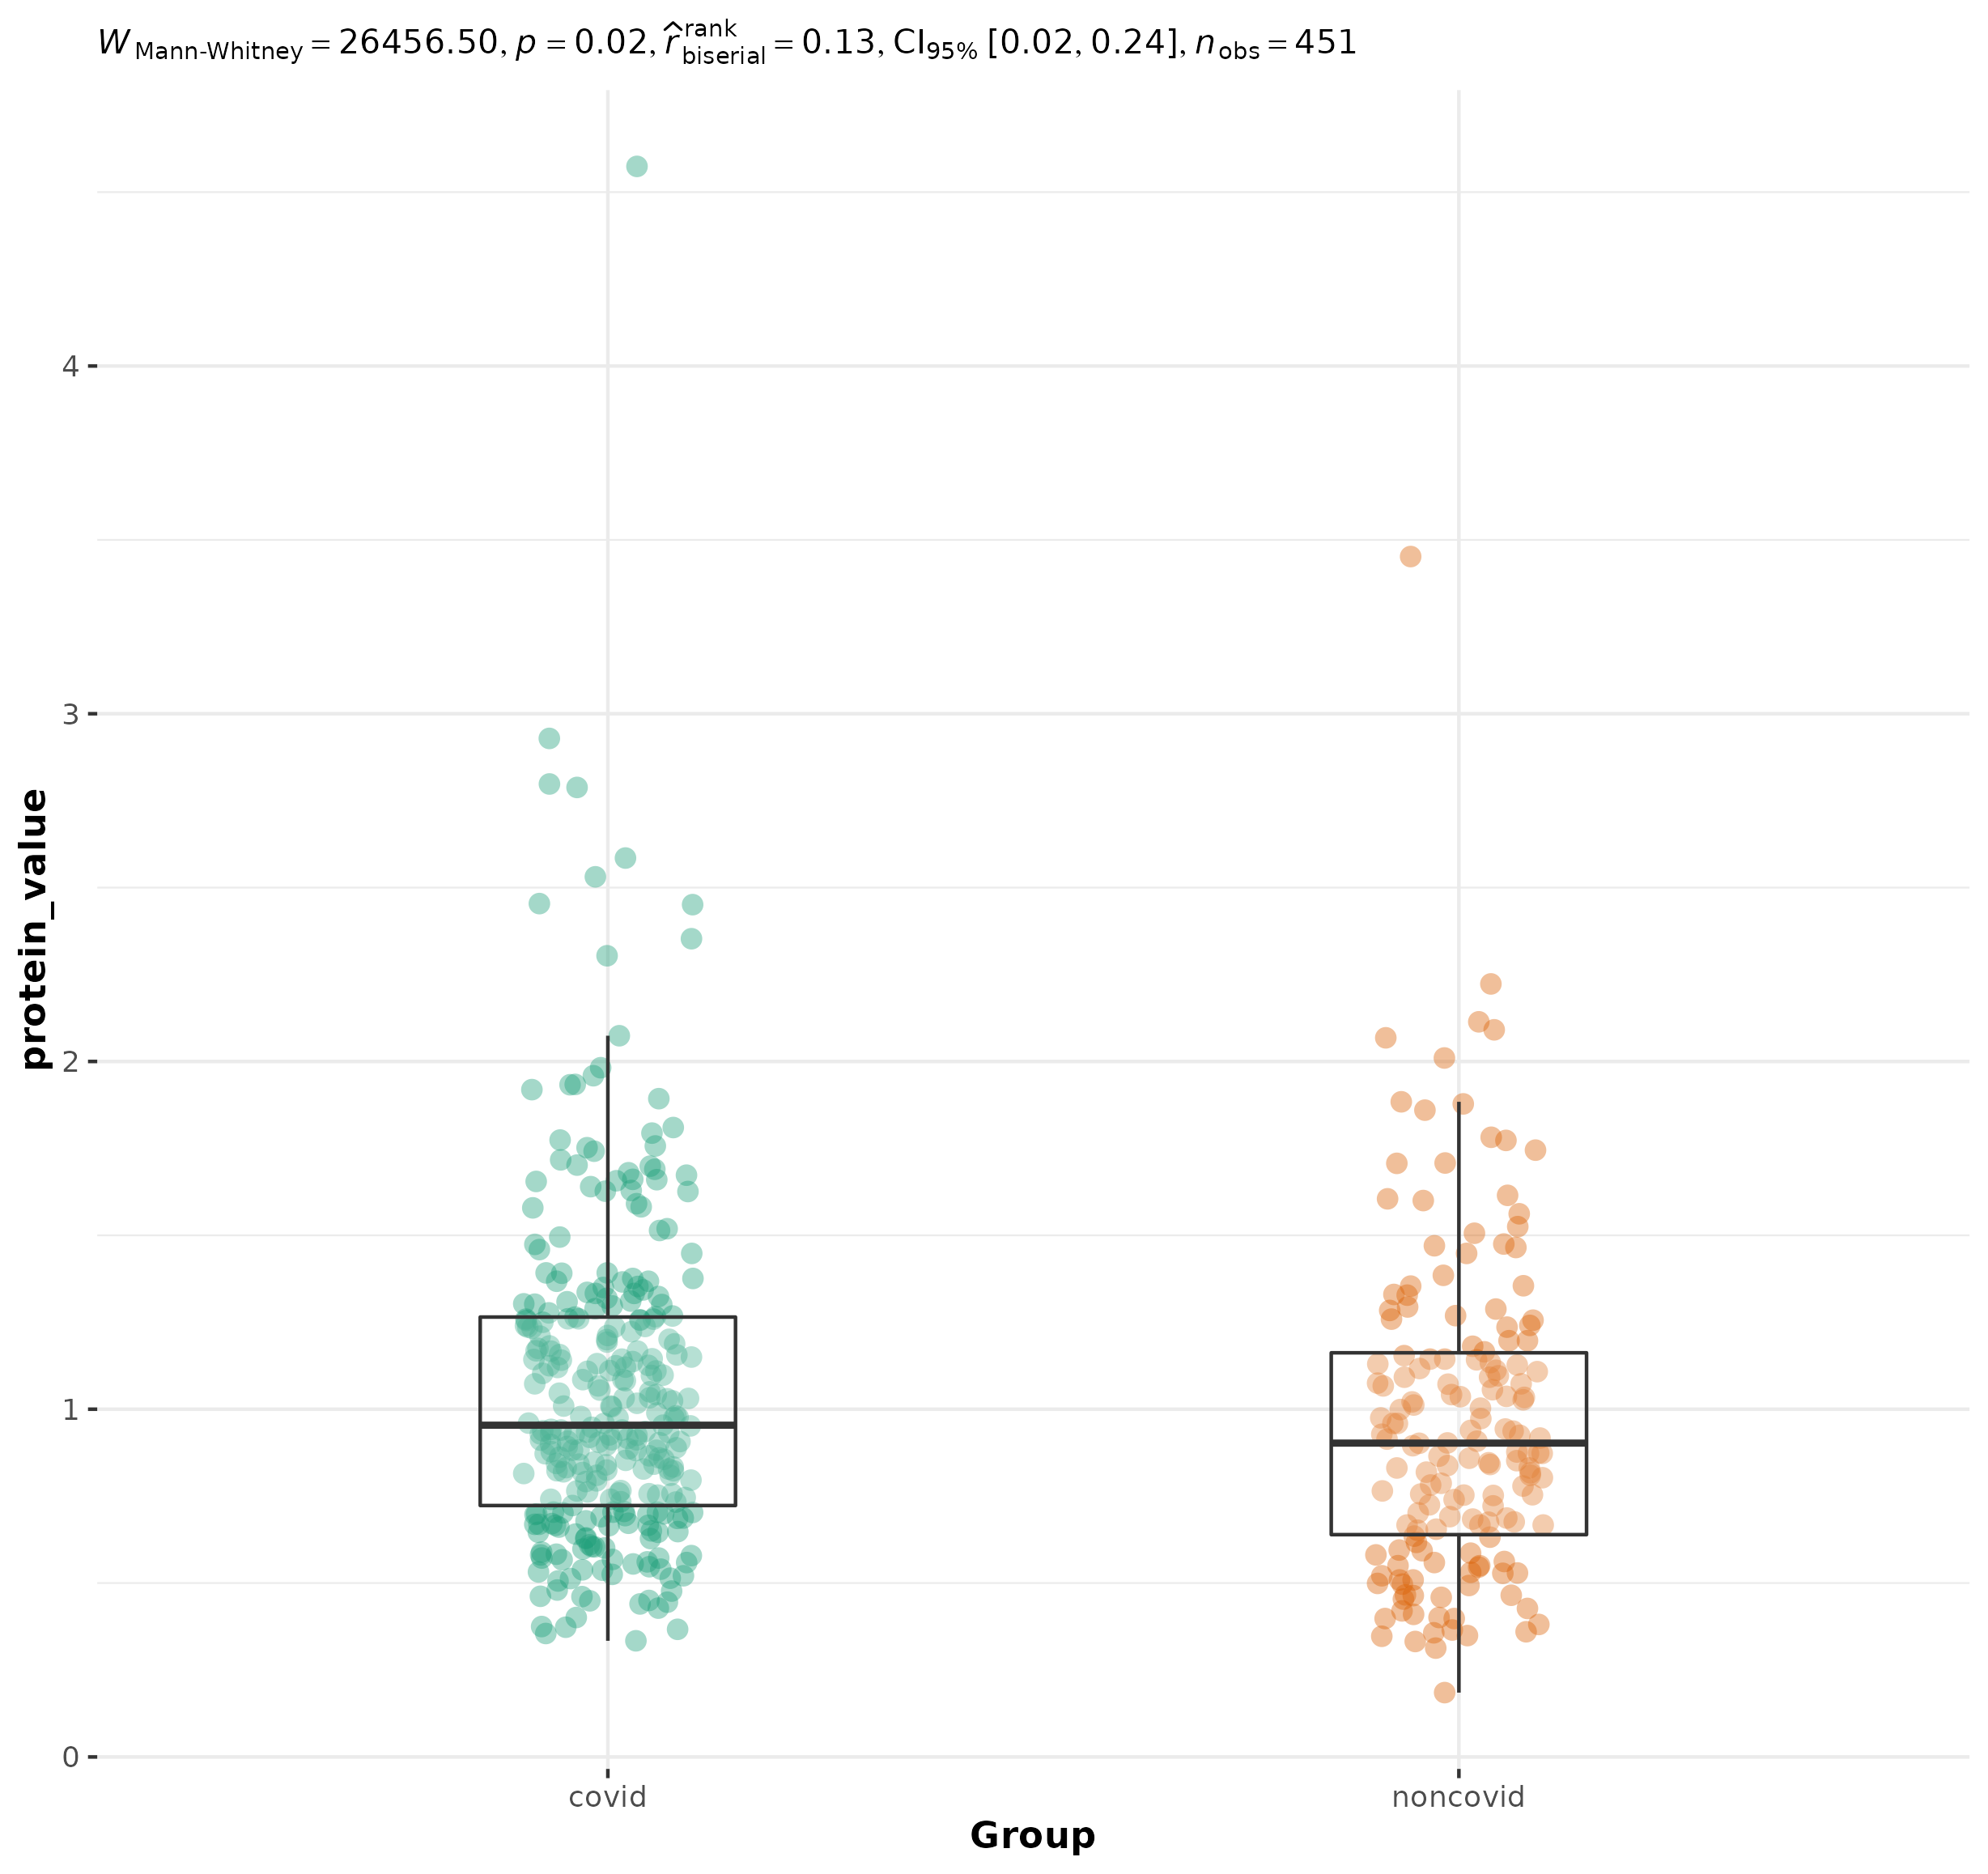 W Mann-Whitney = 26456.50, p = 0.02, r̂ rank biserial = 0.13, CI95% [0.02, 0.24], nobs = 451
4
3
2
1
0
protein_value
covid noncovid
Group